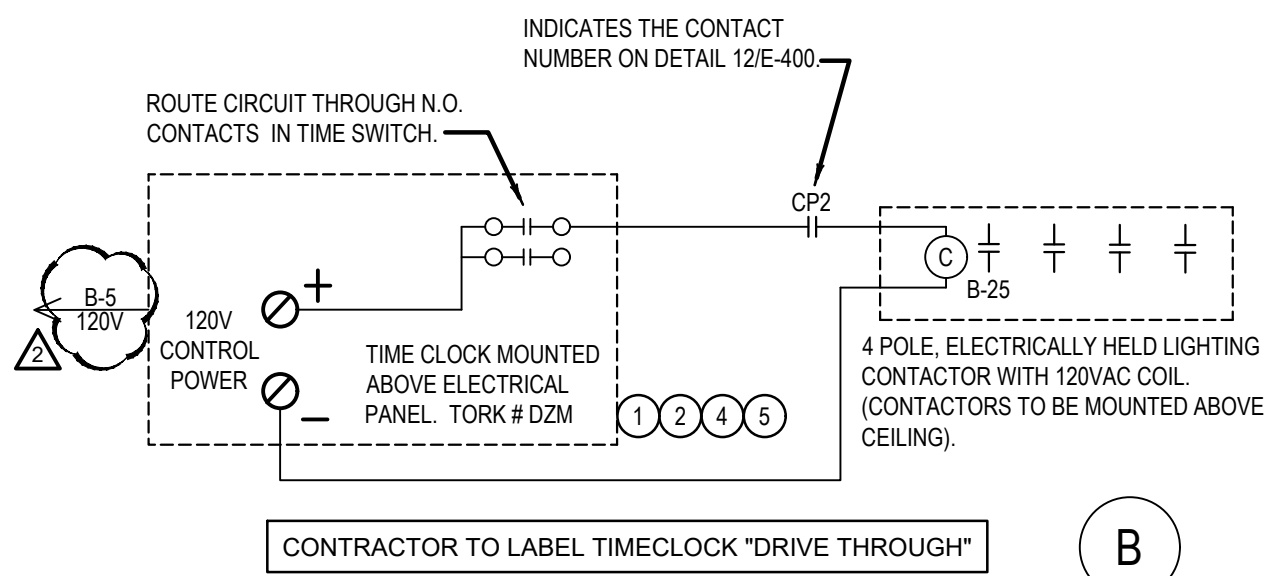 INDICATES THE CONTACT
NUMBER ON DETAIL 12/E-400.
ROUTE CIRCUIT THROUGH N.O.
CONTACTS IN TIME SWITCH.
CP2
C
B-25
B-5
120V
2
120V
CONTROL
POWER
+
−
TIME CLOCK MOUNTED
ABOVE ELECTRICAL
PANEL. TORK # DZM
1 2 4 5
4 POLE, ELECTRICALLY HELD LIGHTING
CONTACTOR WITH 120VAC COIL.
(CONTACTORS TO BE MOUNTED ABOVE
CEILING).
CONTRACTOR TO LABEL TIMECLOCK "DRIVE THROUGH"
B